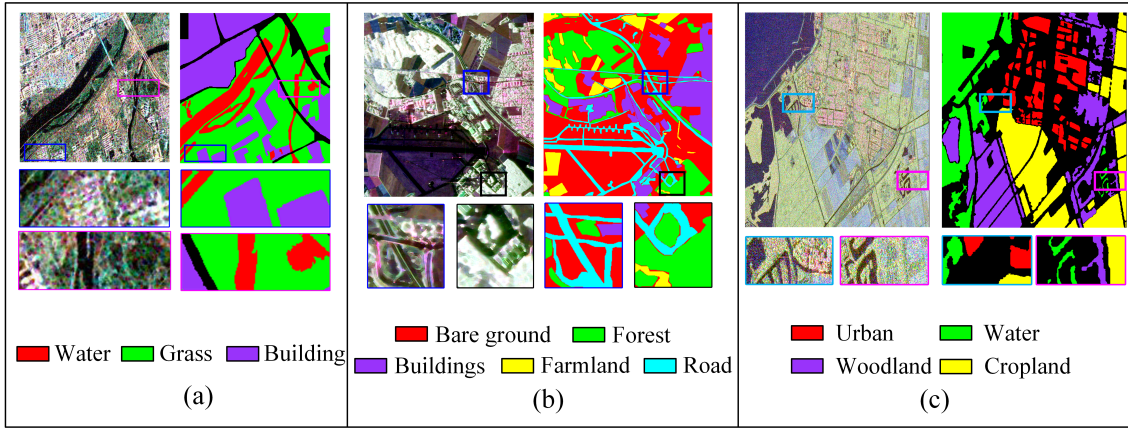 Water Grass Building
(a)
Bare ground Forest
Buildings Farmland Road
(b)
Urban Water
Woodland Cropland
(c)